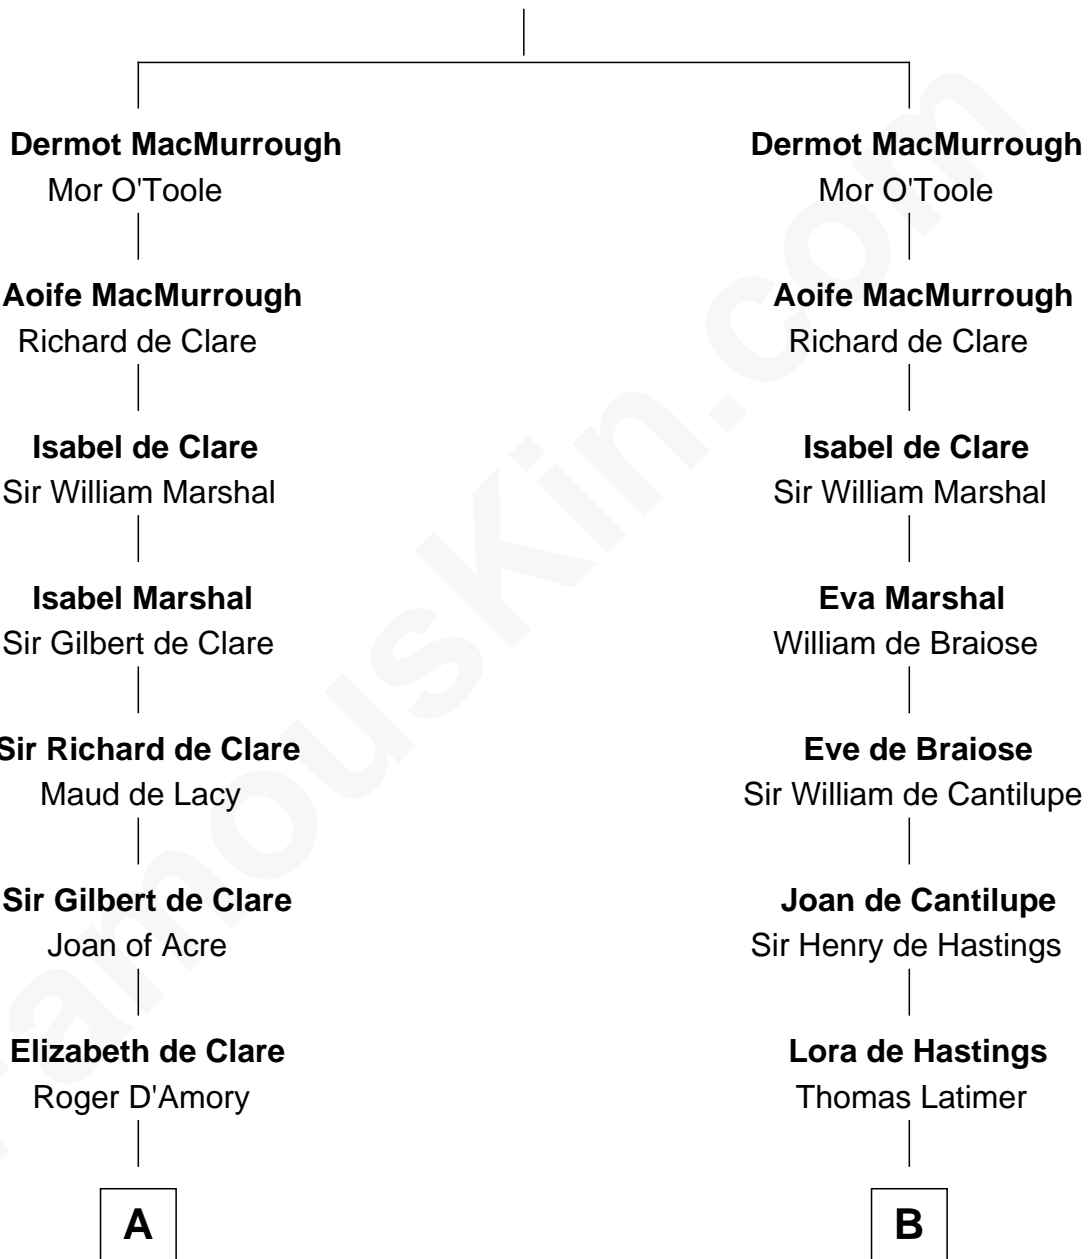 Dermot MacMurrough
Mor O'Toole
Aoife MacMurrough
Richard de Clare
Isabel de Clare
Sir William Marshal
Isabel Marshal
Sir Gilbert de Clare
Sir Richard de Clare
Maud de Lacy
Sir Gilbert de Clare
Joan of Acre
Elizabeth de Clare
Roger D'Amory
A
Dermot MacMurrough
Mor O'Toole
Aoife MacMurrough
Richard de Clare
Isabel de Clare
Sir William Marshal
Eva Marshal
William de Braiose
Eve de Braiose
Sir William de Cantilupe
Joan de Cantilupe
Sir Henry de Hastings
Lora de Hastings
Thomas Latimer
B
FamousKin.com